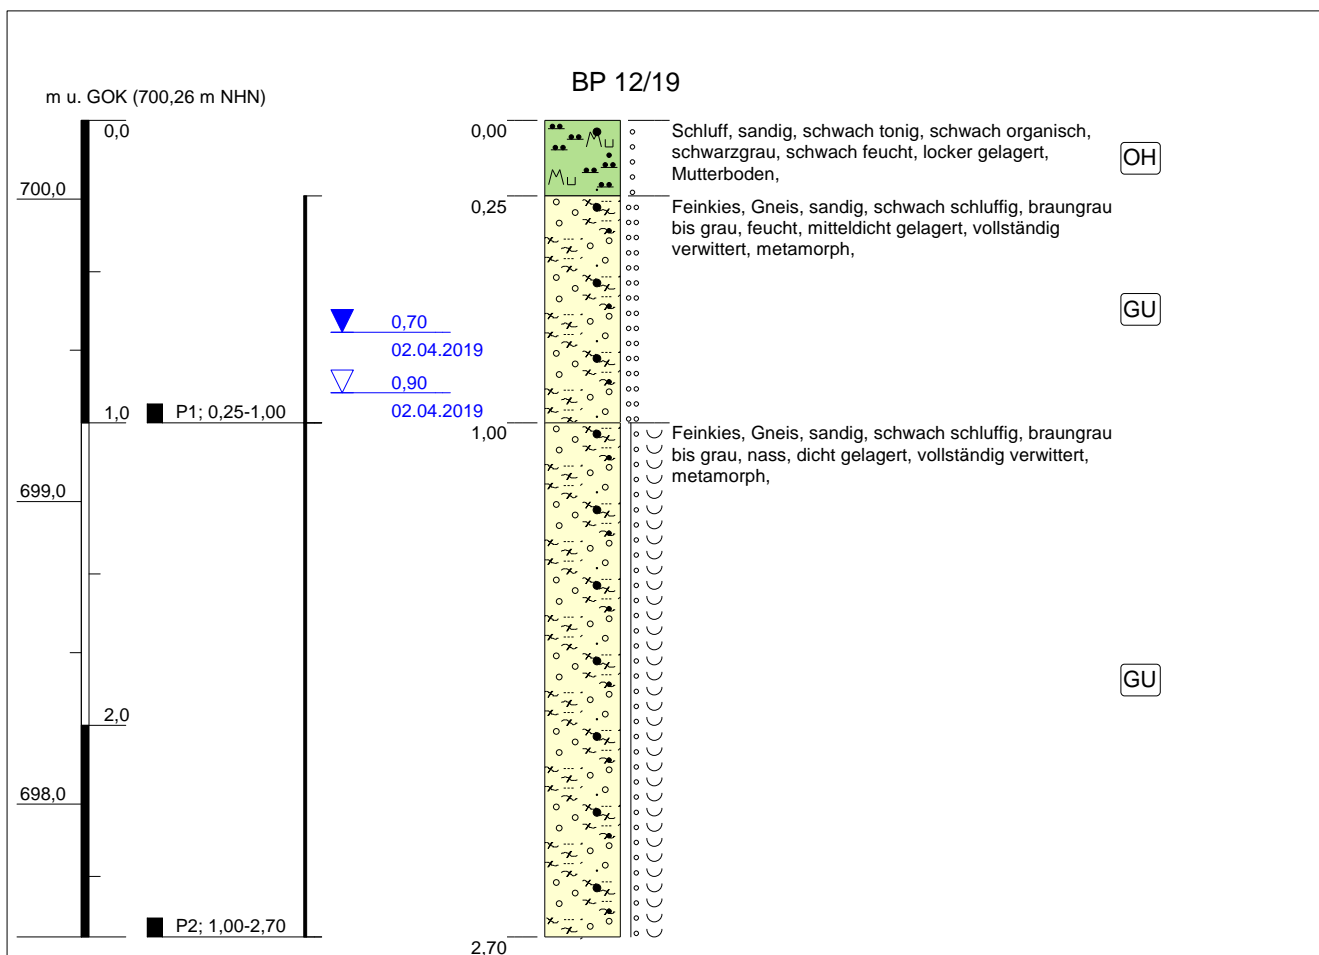 BP 12/19
m u. GOK (700,26 m NHN)
0,0
700,0
1,0
699,0
2,0
698,0
P1; 0,25-1,00
P2; 1,00-2,70
0,70
02.04.2019
0,90
02.04.2019
0,00
Schluff, sandig, schwach tonig, schwach organisch,
schwarzgrau, schwach feucht, locker gelagert,
Mutterboden,
OH
0,25
Feinkies, Gneis, sandig, schwach schluffig, braungrau
bis grau, feucht, mitteldicht gelagert, vollständig
verwittert, metamorph,
GU
1,00
Feinkies, Gneis, sandig, schwach schluffig, braungrau
bis grau, nass, dicht gelagert, vollständig verwittert,
metamorph,
GU
2,70